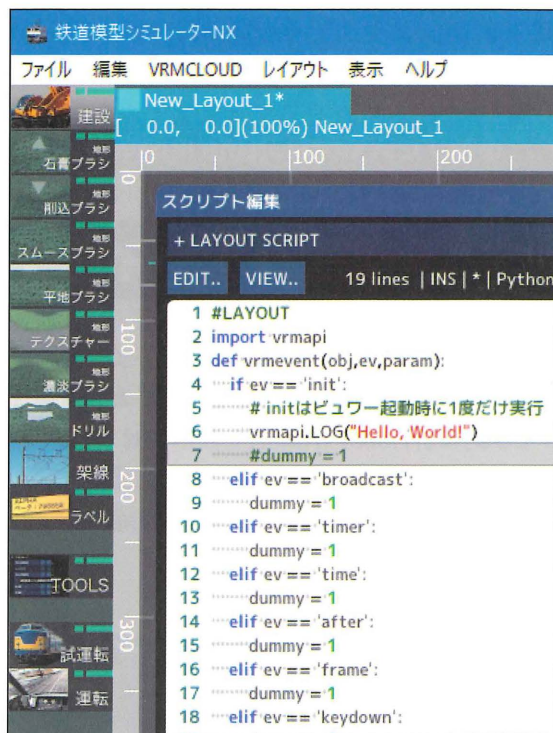 鉄道模型シミュレーターNX
ファイル 編集 VRMCLOUD レイアウト 表示 ヘルプ
New_Layout_1*
[ 0.0, 0.0](100%) New_Layout_1
建設
地形
石膏ブラシ
地形
削込ブラシ
地形
スムースブラシ
地形
平地ブラシ
地形
テクスチャー
地形
濃淡ブラシ
地形
ドリル
架線
ラベル
TOOLS
試運転
運転
0 100 200
0
100
200
300
スクリプト編集
+ LAYOUT SCRIPT
EDIT.. VIEW.. 19 lines | INS | * | Python
1 #LAYOUT
2 import vrmapi
3 def vrmevent(obj,ev,param):
4 if ev == 'init':
5 # initはビュワー起動時に1度だけ実行
6 vrmapi.LOG("Hello, World!")
7 #dummy = 1
8 elif ev == 'broadcast':
9 dummy = 1
10 elif ev == 'timer':
11 dummy = 1
12 elif ev == 'time':
13 dummy = 1
14 elif ev == 'after':
15 dummy = 1
16 elif ev == 'frame':
17 dummy = 1
18 elif ev == 'keydown':